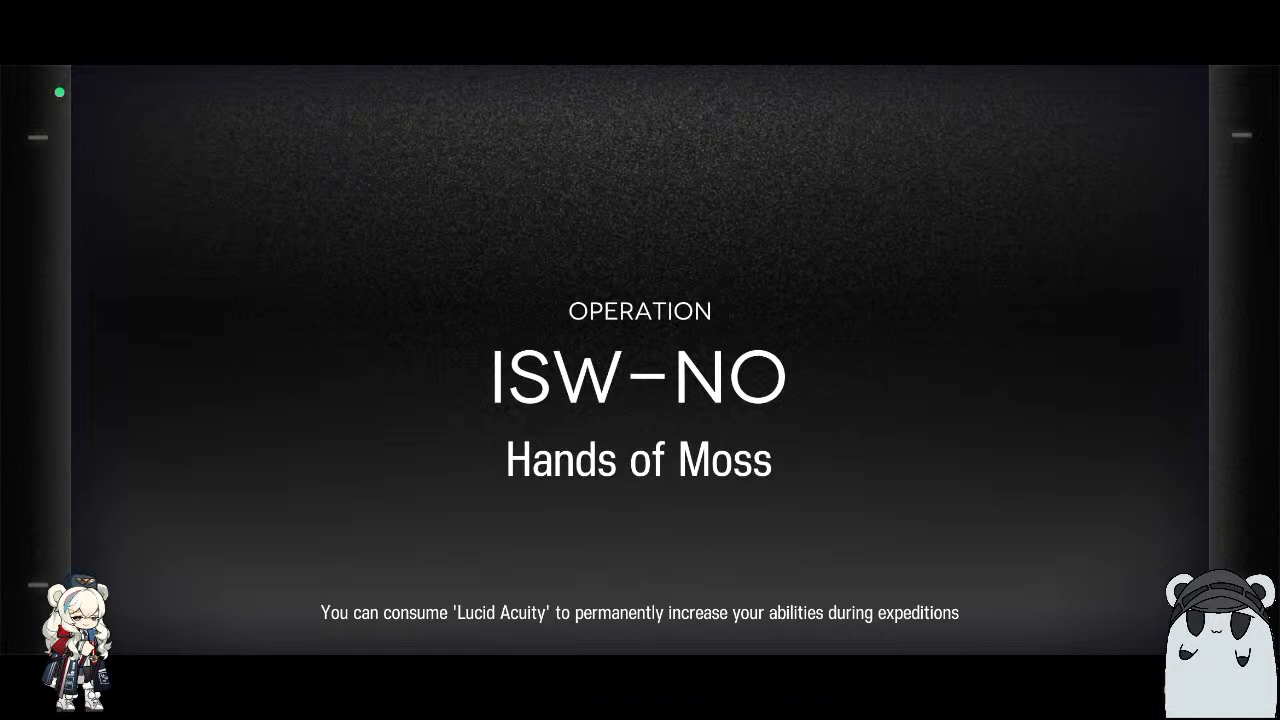 OPERATION
ISW-NO
Hands of Moss
You can consume 'Lucid Acuity' to permanently increase your abilities during expeditions